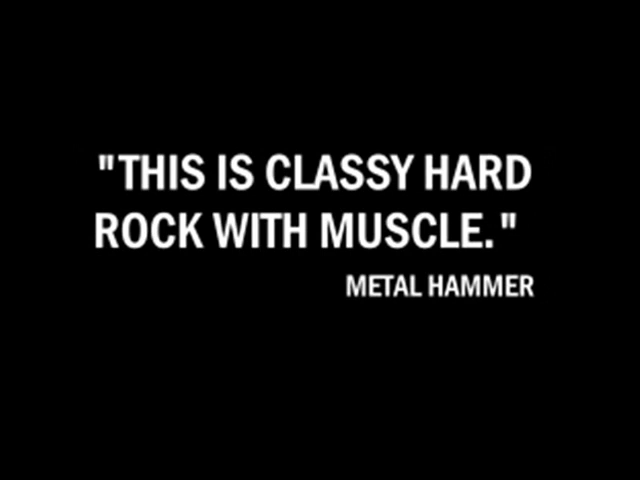 "THIS IS CLASSY HARD
ROCK WITH MUSCLE."
METAL HAMMER